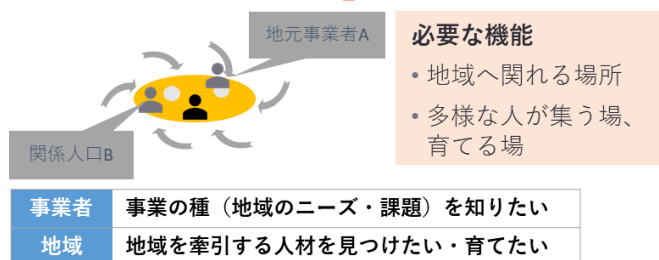 地元事業者A
関係人口B
必要な機能
• 地域へ関れる場所
• 多様な人が集う場、
育てる場
事業者 事業の種（地域のニーズ・課題）を知りたい
地域 地域を牽引する人材を見つけたい・育てたい